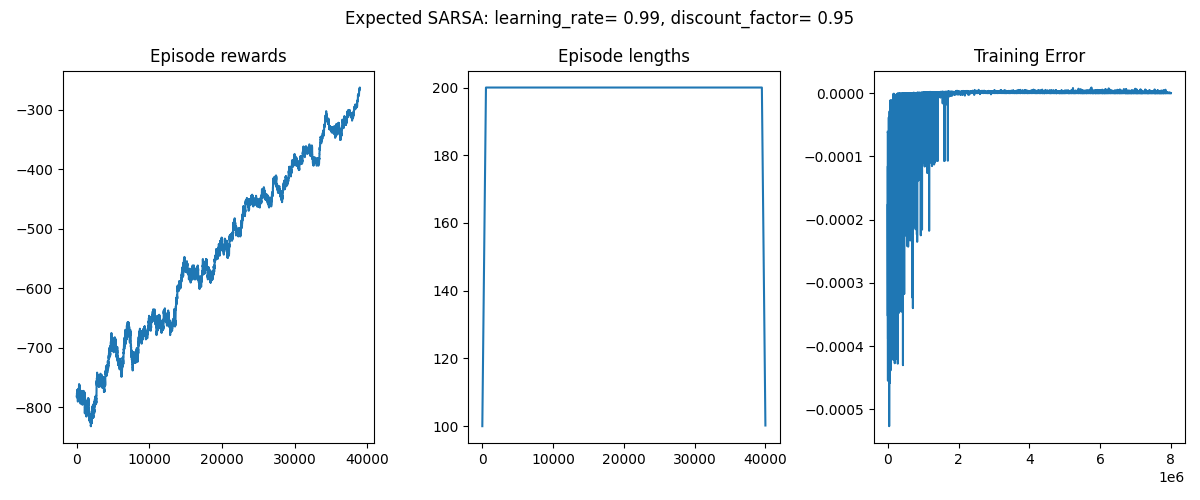 Expected SARSA: learning_rate= 0.99, discount_factor= 0.95
Episode rewards
−300
−400
−500
−600
−700
−800
0 10000 20000 30000 40000
Episode lengths
200
180
160
140
120
100
0 10000 20000 30000 40000
Training Error
0.0000
−0.0001
−0.0002
−0.0003
−0.0004
−0.0005
0 2 4 6 8
1e6